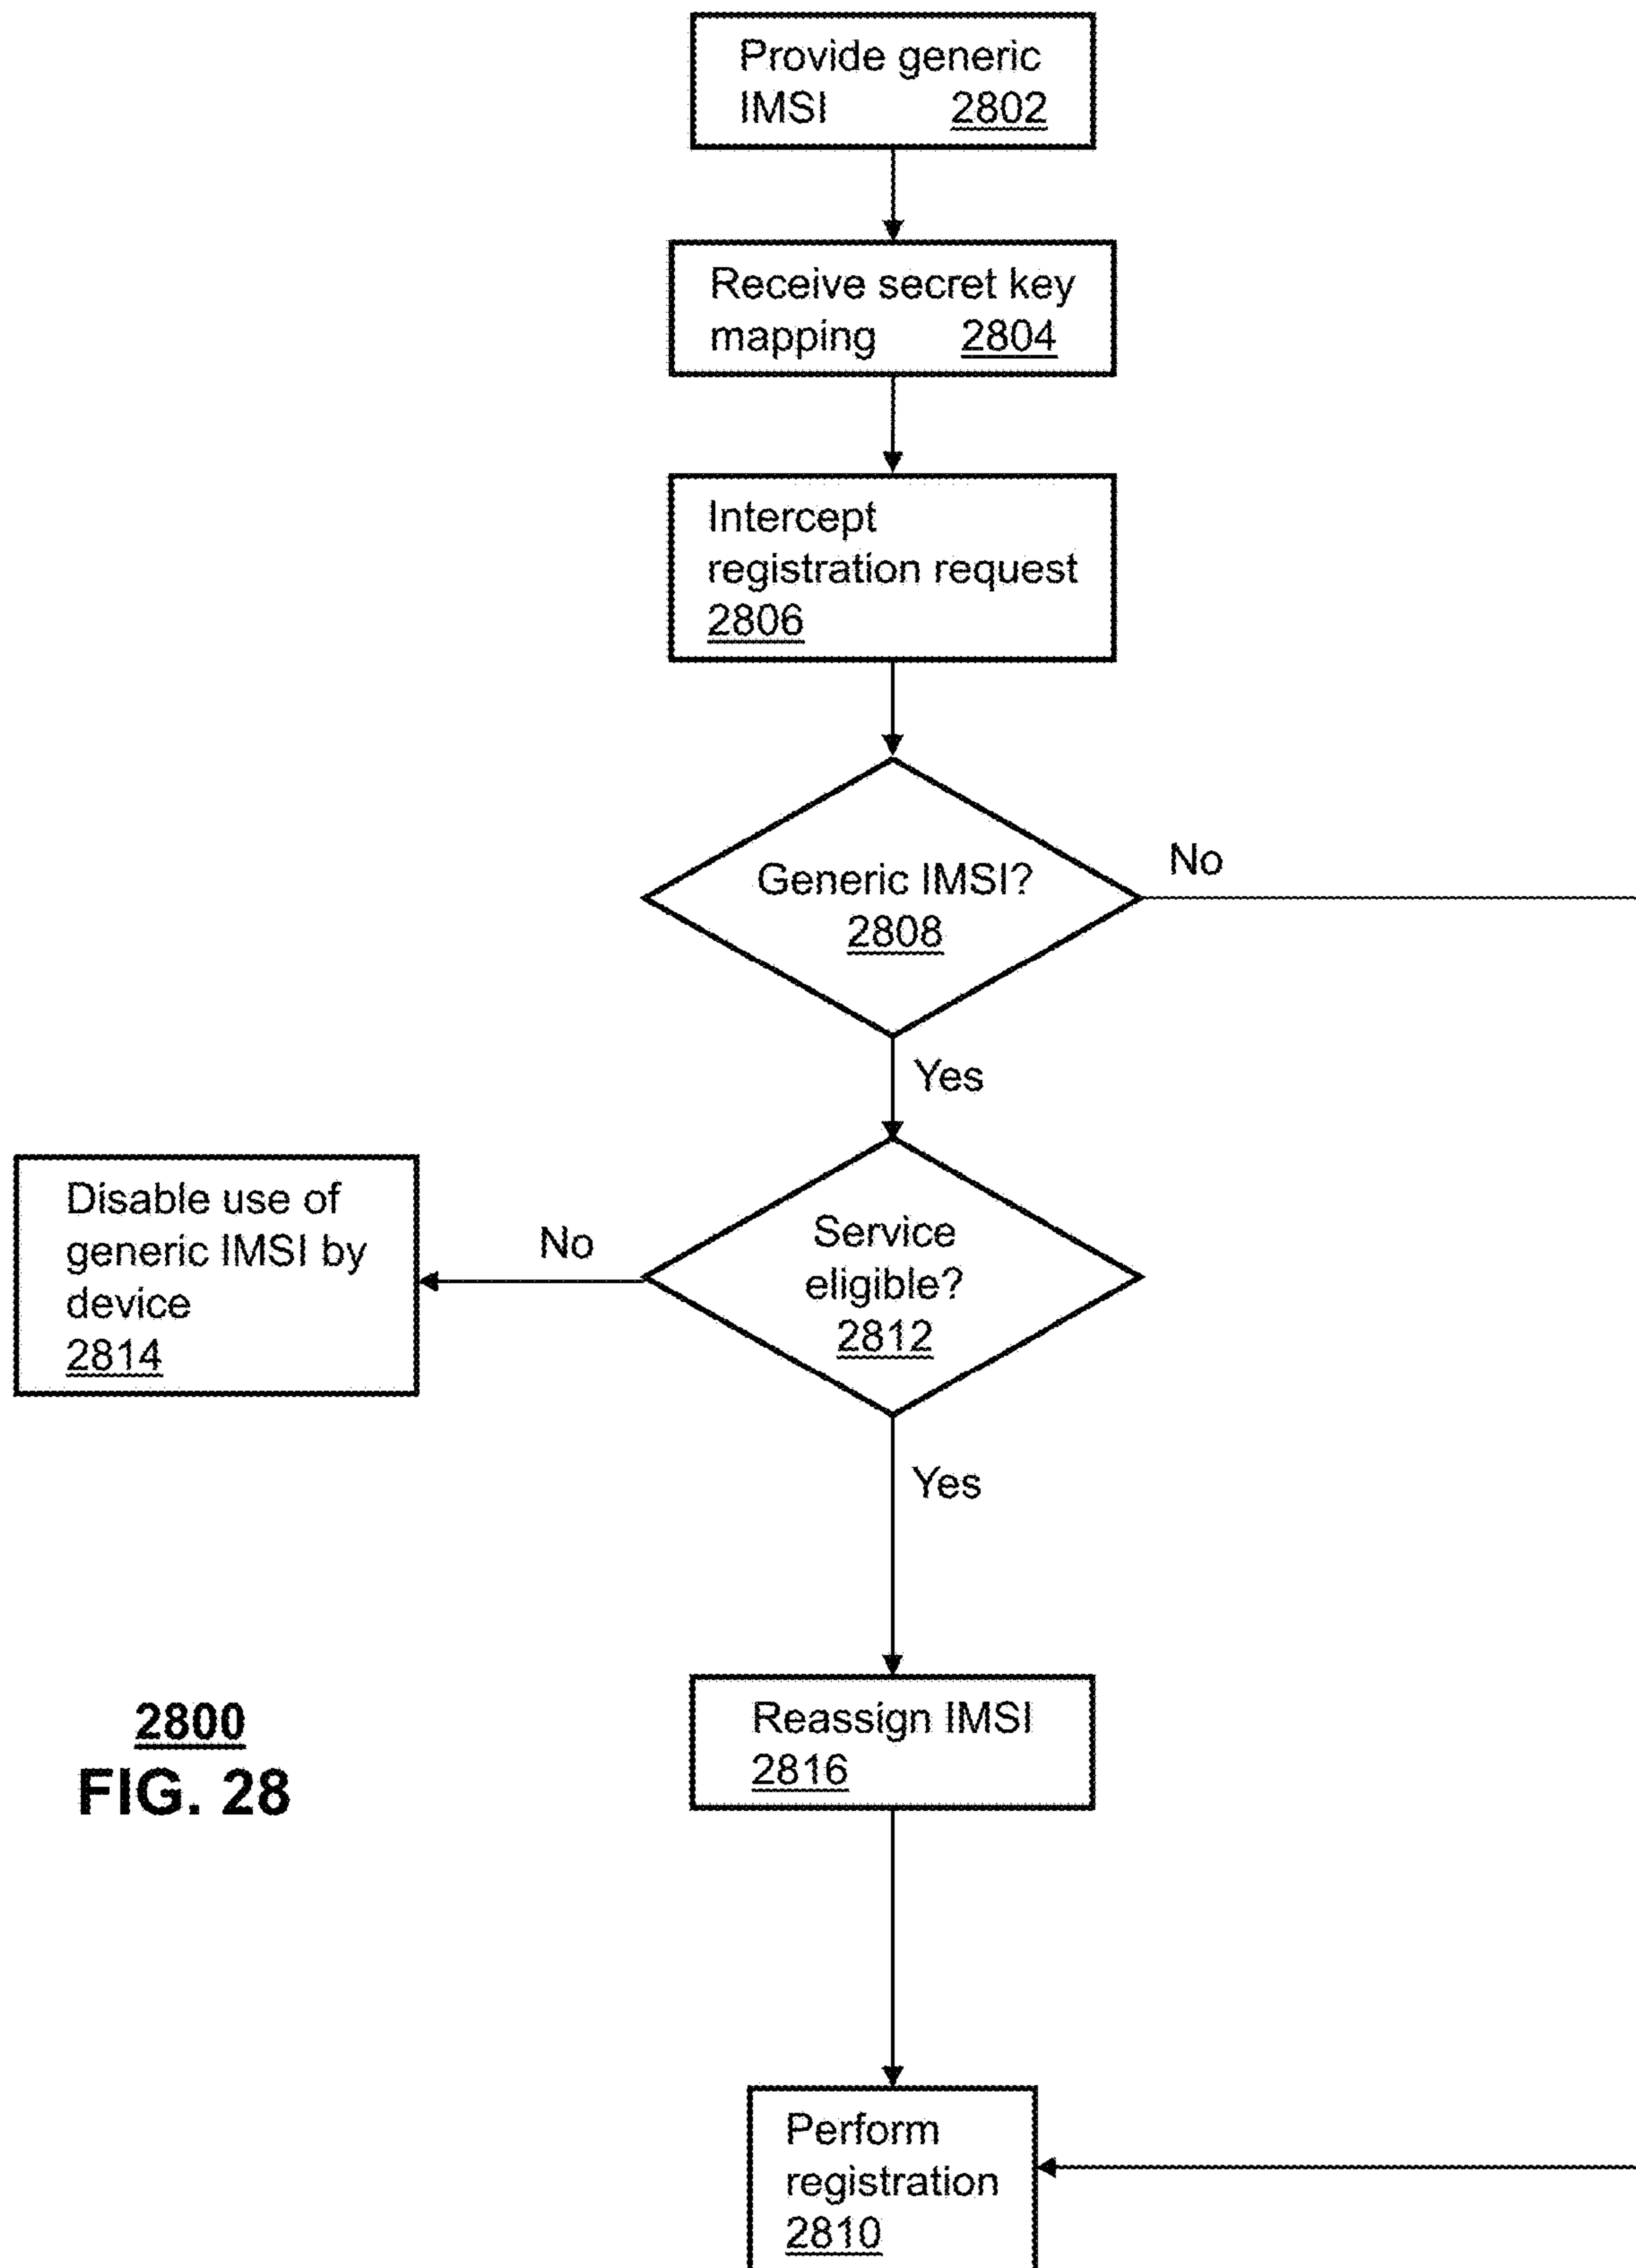 Provide generic
IMSI 2802
Receive secret key
mapping 2804
Intercept
registration request
2806
Generic IMSI?
2808
No
Yes
Service
eligible?
2812
No
Disable use of
generic IMSI by
device
2814
Yes
Reassign IMSI
2816
2800
FIG. 28
Perform
registration
2810